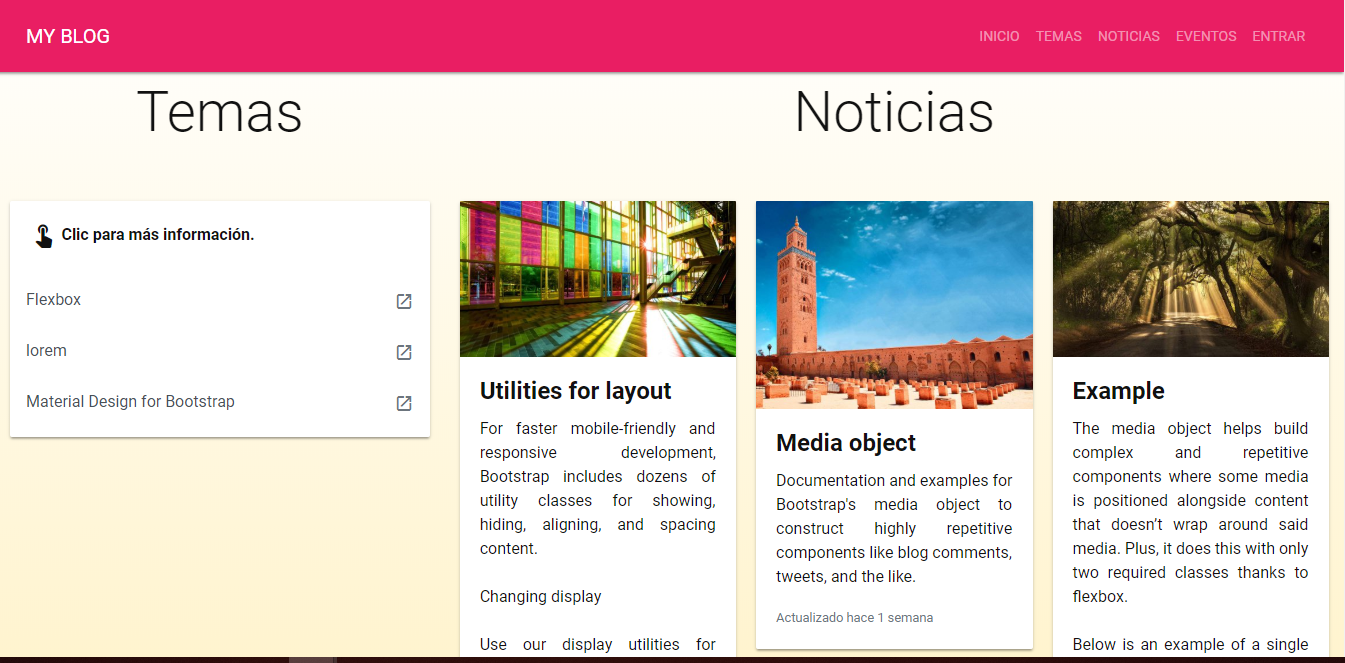 MY BLOG
INICIO TEMAS NOTICIAS EVENTOS ENTRAR
Temas
Clic para más información.
Flexbox
lorem
Material Design for Bootstrap
Noticias
Utilities for layout
For faster mobile-friendly and
responsive development,
Bootstrap includes dozens of
utility classes for showing,
hiding, aligning, and spacing
content.
Changing display
Use our display utilities for
Media object
Documentation and examples for
Bootstrap's media object to
construct highly repetitive
components like blog comments,
tweets, and the like.
Actualizado hace 1 semana
Example
The media object helps build
complex and repetitive
components where some media
is positioned alongside content
that doesn’t wrap around said
media. Plus, it does this with only
two required classes thanks to
flexbox.
Below is an example of a single